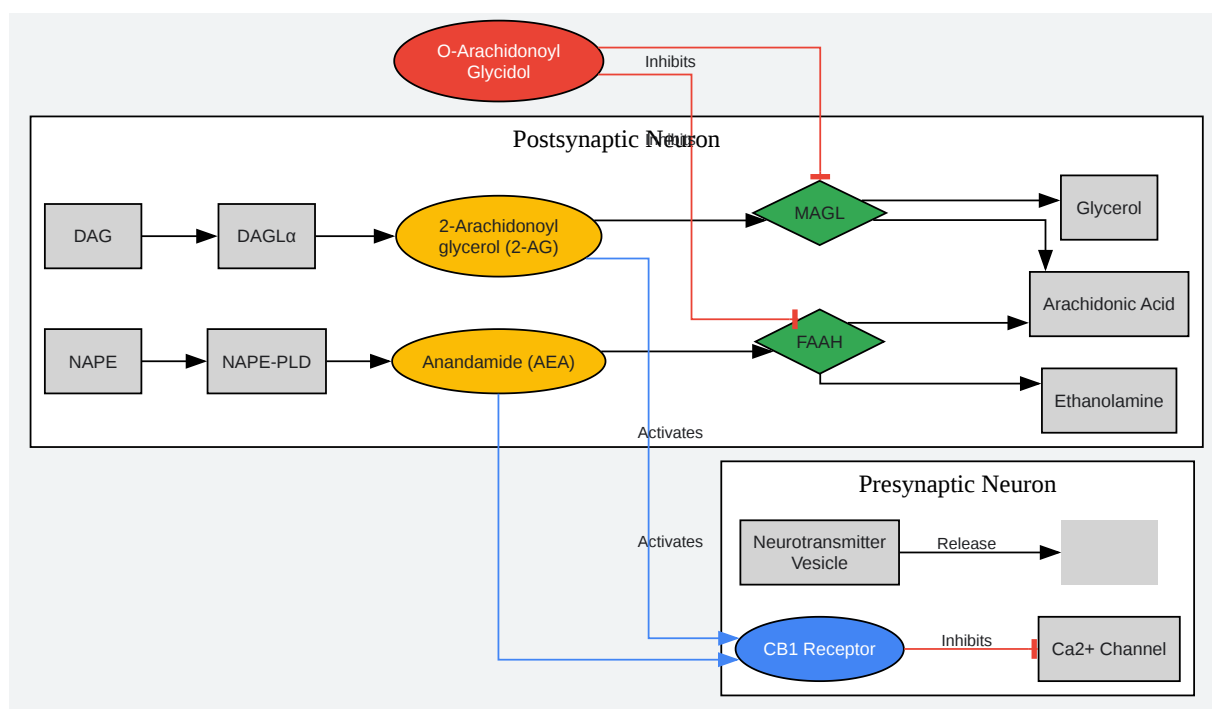 O-Arachidonoyl
Glycidol
Inhibits
Postsynaptic Neuron
Inhibits
DAG
DAGLα
2-Arachidonoyl
glycerol (2-AG)
MAGL
Glycerol
Arachidonic Acid
NAPE
NAPE-PLD
Anandamide (AEA)
FAAH
Ethanolamine
Activates
Presynaptic Neuron
Activates
Neurotransmitter
Vesicle
Release
CB1 Receptor
Inhibits
Ca2+ Channel